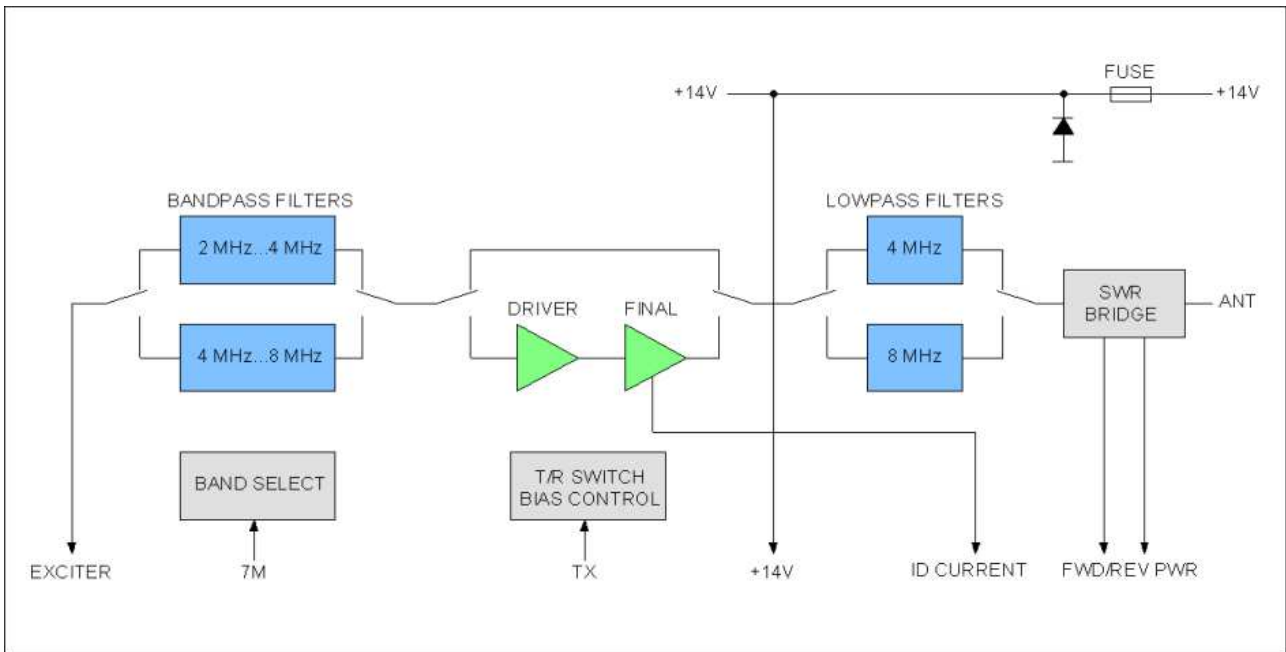 FUSE
+14V
+14V
BANDPASS FILTERS
LOWPASS FILTERS
2 MHz...4 MHz
4 MHz
DRIVER
FINAL
SWR
BRIDGE
ANT
4 MHz...8 MHz
8 MHz
BAND SELECT
T/R SWITCH
BIAS CONTROL
EXCITER
7M
TX
+14V
ID CURRENT
FWD/REV PWR